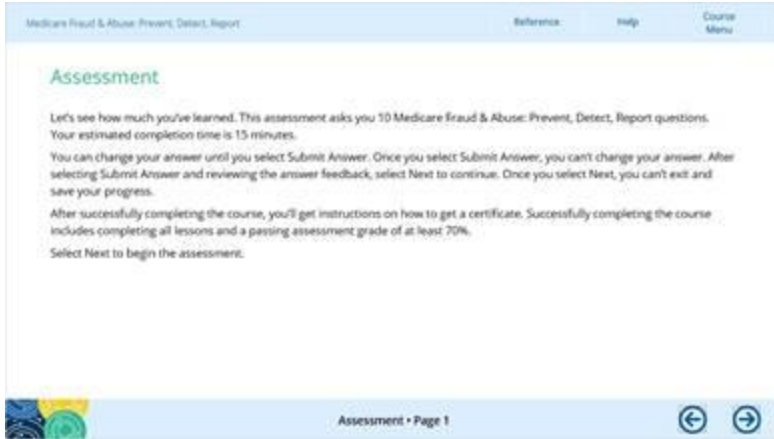 Medicare Fraud & Abuse: Prevent, Detect, Report
Reference
Help
Course
Menu
Assessment
Let's see how much you've learned. This assessment asks you 10 Medicare Fraud & Abuse: Prevent, Detect, Report questions.
Your estimated completion time is 15 minutes.
You can change your answer until you select Submit Answer. Once you select Submit Answer, you can't change your answer. After
selecting Submit Answer and reviewing the answer feedback, select Next to continue. Once you select Next, you can't exit and
save your progress.
After successfully completing the course, you'll get instructions on how to get a certificate. Successfully completing the course
includes completing all lessons and a passing assessment grade of at least 70%.
Select Next to begin the assessment.
Assessment • Page 1